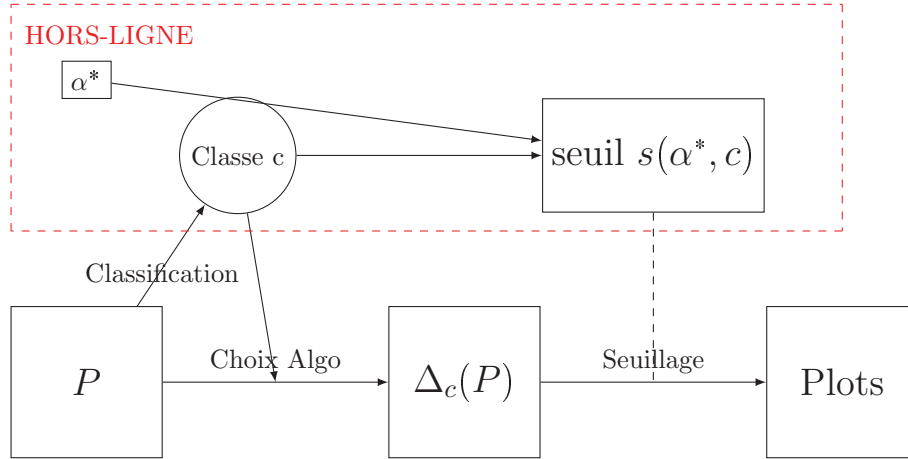 HORS-LIGNE
α*
Classe c
seuil s(α*, c)
Classification
P
Choix Algo
Δc(P)
Seuillage
Plots